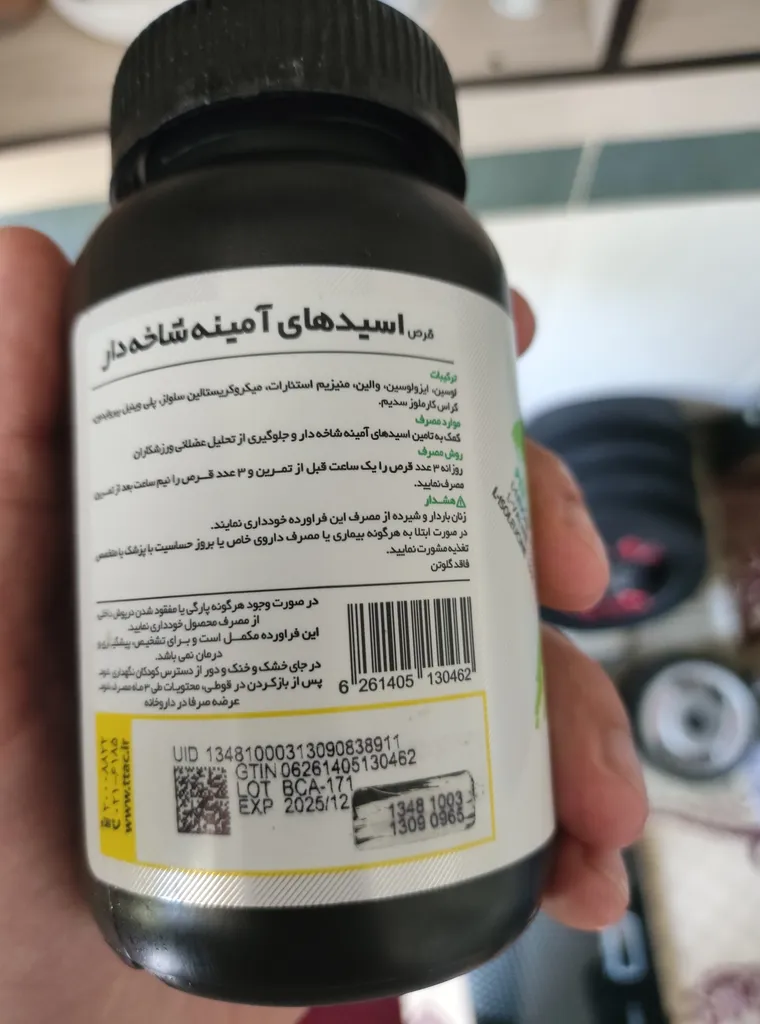 قرص اسیدهای آمینه شاخه دار
ترکیبات
لوسین، ایزولوسین، والین، منیزیم استئارات، میکروکریستالین سلولز، پلی وینیل پیرولیدون،
کراس کارملوز سدیم.
موارد مصرف
کمک به تامین اسیدهای آمینه شاخه دار و جلوگیری از تحلیل عضلانی ورزشکاران
روش مصرف
روزانه ۳ عدد قرص را یک ساعت قبل از تمرین و ۳ عدد قرص را نیم ساعت بعد از تمرین
مصرف نمایید.
هشدار
زنان باردار و شیرده از مصرف این فراورده خودداری نمایند.
در صورت ابتلا به هرگونه بیماری یا مصرف داروی خاص یا بروز حساسیت با پزشک یا متخصص
تغذیه مشورت نمایید.
فاقد گلوتن
در صورت وجود هرگونه پارگی یا مفقود شدن درپوش داخلی
از مصرف محصول خودداری نمایید
این فراورده مکمل است و برای تشخیص، پیشگیری و
درمان نمی باشد.
در جای خشک و خنک و دور از دسترس کودکان نگهداری شود.
پس از باز کردن در قوطی، محتویات طی ۳ ماه مصرف شود.
عرضه صرفا در داروخانه
6 261405 130462
UID 13481000313090838911
GTIN 06261405130462
LOT BCA-171
EXP 2025/12
1348 1003
1309 0965
www.ttac.ir